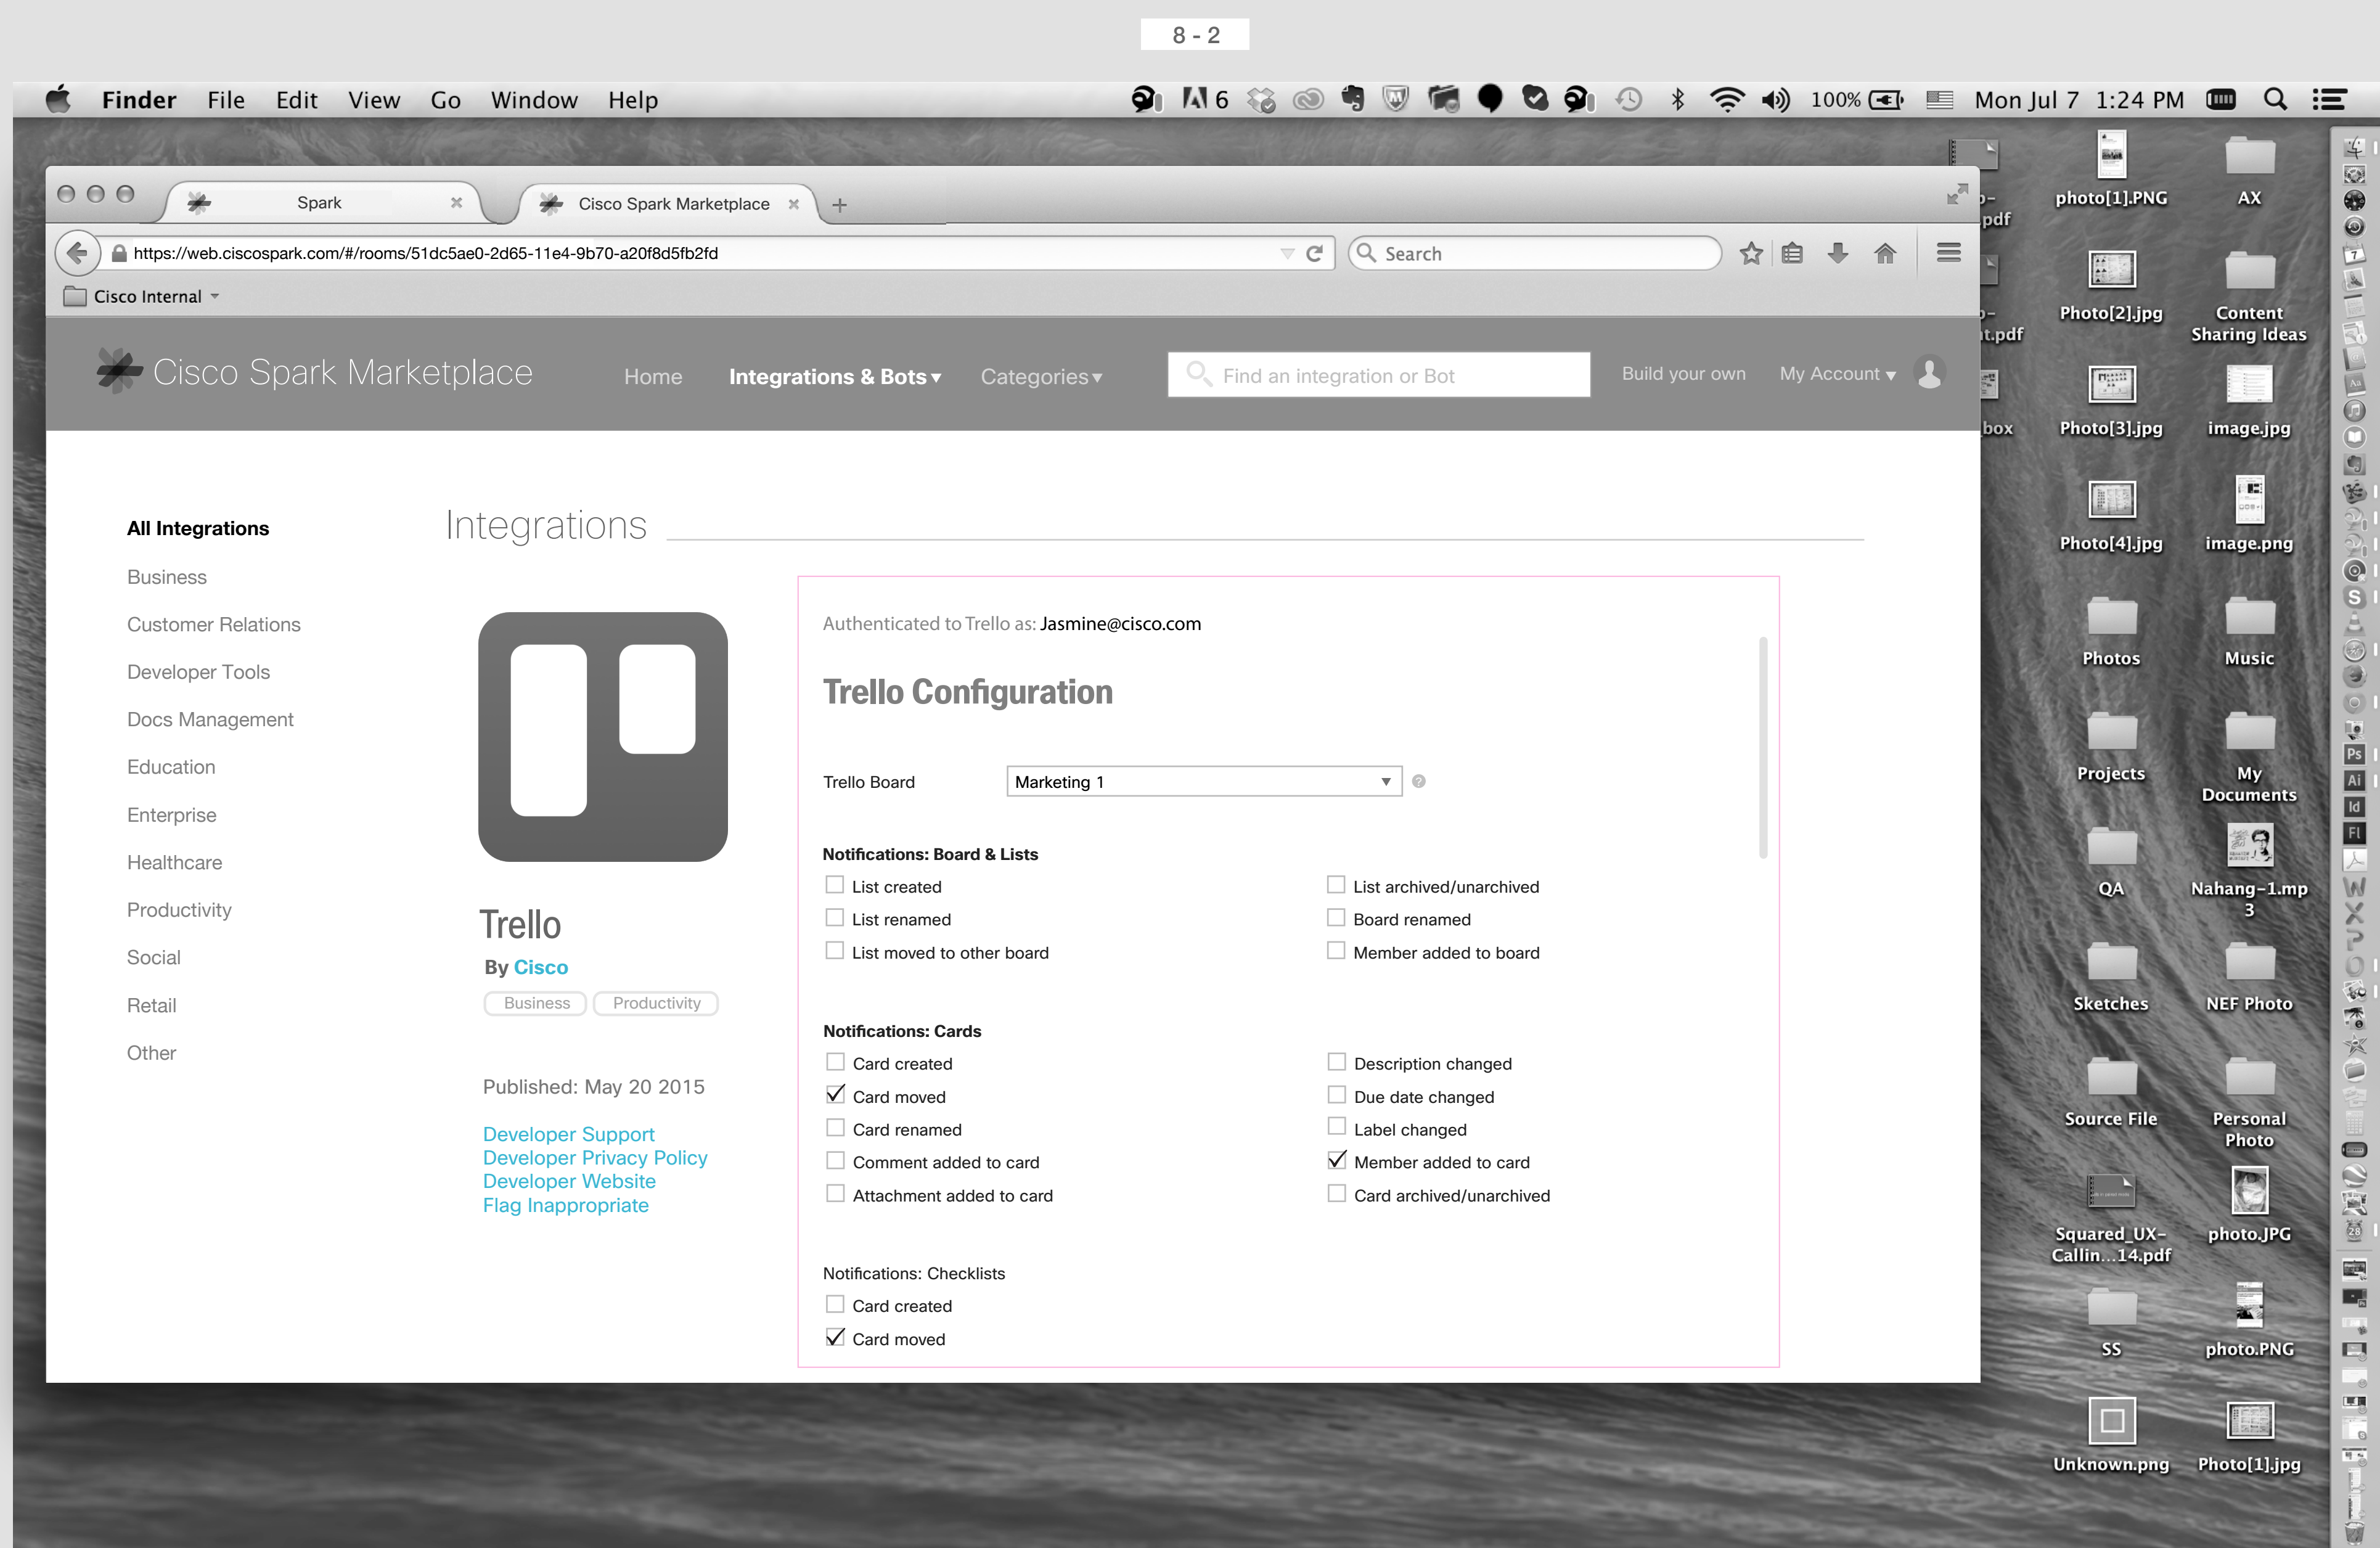 8 - 2
Finder File Edit View Go Window Help
6
100%
Mon Jul 7 1:24 PM
Spark
Cisco Spark Marketplace
https://web.ciscospark.com/#/rooms/51dc5ae0-2d65-11e4-9b70-a20f8d5fb2fd
Search
Cisco Internal
Cisco Spark Marketplace
Home
Integrations & Bots
Categories
Find an integration or Bot
Build your own
My Account
All Integrations
Business
Customer Relations
Developer Tools
Docs Management
Education
Enterprise
Healthcare
Productivity
Social
Retail
Other
Integrations
Trello
By Cisco
Business
Productivity
Published: May 20 2015
Developer Support
Developer Privacy Policy
Developer Website
Flag Inappropriate
Authenticated to Trello as: Jasmine@cisco.com
Trello Configuration
Trello Board
Marketing 1
?
Notifications: Board & Lists
List created
List renamed
List moved to other board
List archived/unarchived
Board renamed
Member added to board
Notifications: Cards
Card created
Card moved
Card renamed
Comment added to card
Attachment added to card
Description changed
Due date changed
Label changed
Member added to card
Card archived/unarchived
Notifications: Checklists
Card created
Card moved
pdf
t.pdf
box
photo[1].PNG
AX
Photo[2].jpg
Content
Sharing Ideas
Photo[3].jpg
image.jpg
Photo[4].jpg
image.png
Photos
Music
Projects
My
Documents
QA
Nahang-1.mp
3
Sketches
NEF Photo
Source File
Personal
Photo
Squared_UX-
Callin...14.pdf
photo.JPG
SS
photo.PNG
Unknown.png
Photo[1].jpg
7
Aa
S
Ps
Ai
Id
Fl
W
X
P
O
28